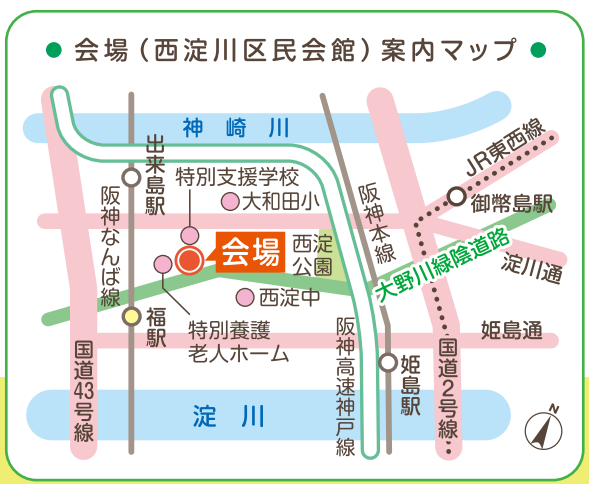 会場（西淀川区民会館）案内マップ
神崎川
出来島駅
JR東西線
特別支援学校
大和田小
御幣島駅
阪神なんば線
阪神本線
会場
西淀
公園
淀川通
大野川緑陰道路
西淀中
福駅
特別養護
老人ホーム
姫島通
阪神高速神戸線
国道43号線
国道2号線
姫島駅
淀川
N